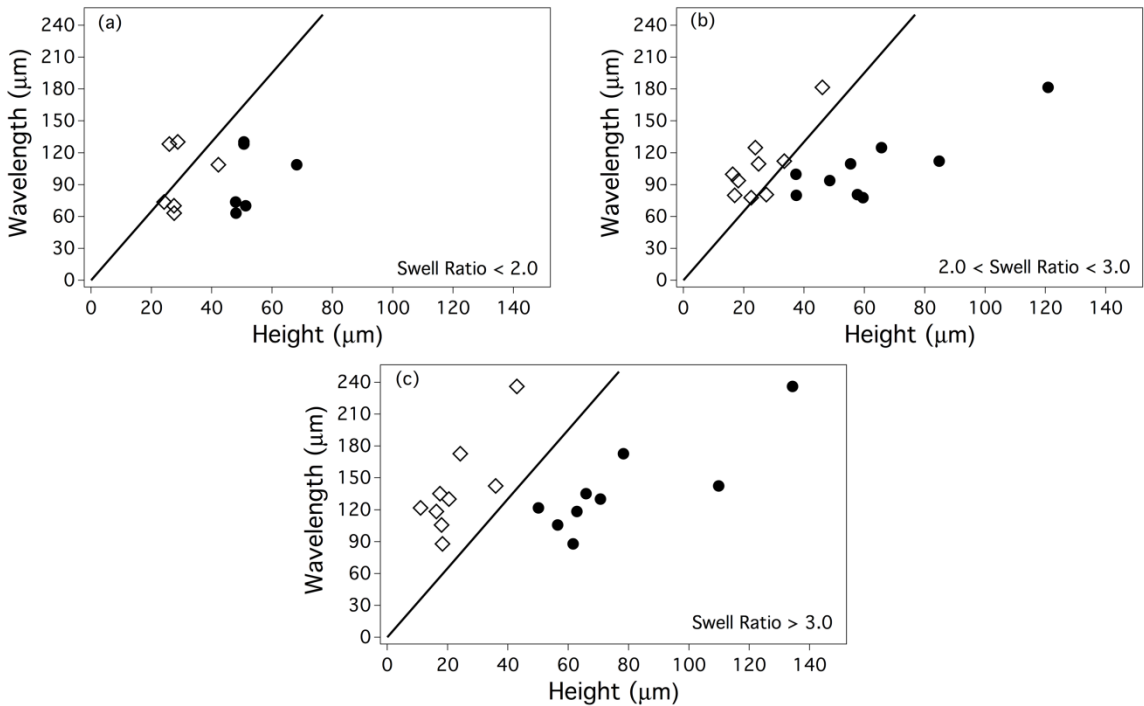 (a)
240
210
180
150
120
90
60
30
0
Wavelength (μm)
Swell Ratio < 2.0
0 20 40 60 80 100 120 140
Height (μm)
(b)
240
210
180
150
120
90
60
30
0
Wavelength (μm)
2.0 < Swell Ratio < 3.0
0 20 40 60 80 100 120 140
Height (μm)
(c)
240
210
180
150
120
90
60
30
0
Wavelength (μm)
Swell Ratio > 3.0
0 20 40 60 80 100 120 140
Height (μm)